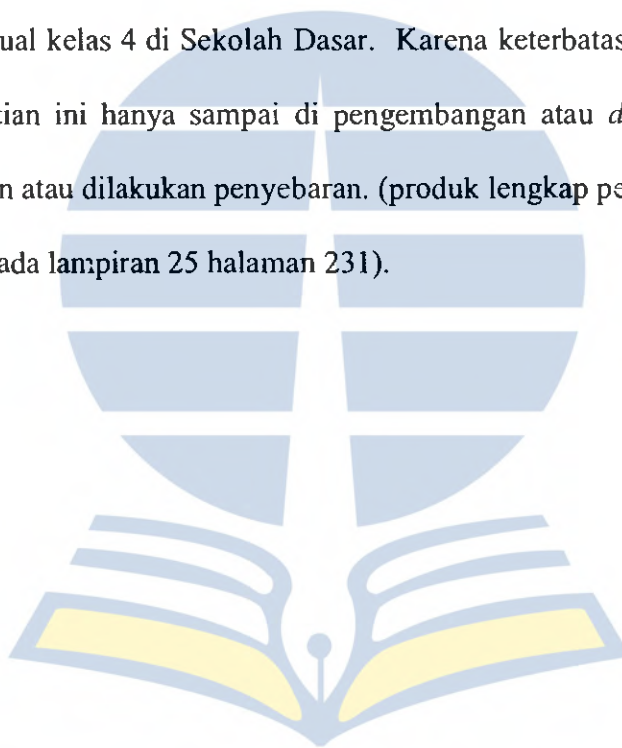 ual kelas 4 di Sekolah Dasar. Karena keterbatas
tian ini hanya sampai di pengembangan atau d
n atau dilakukan penyebaran. (produk lengkap pe
ada lampiran 25 halaman 231).